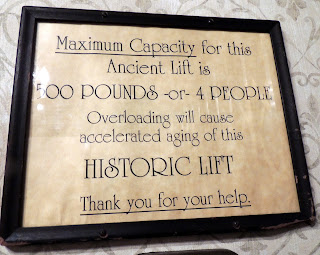 Maximum Capacity for this
Ancient Lift is
500 POUNDS -or- 4 PEOPLE
Overloading will cause
accelerated aging of this
HISTORIC LIFT
Thank you for your help.